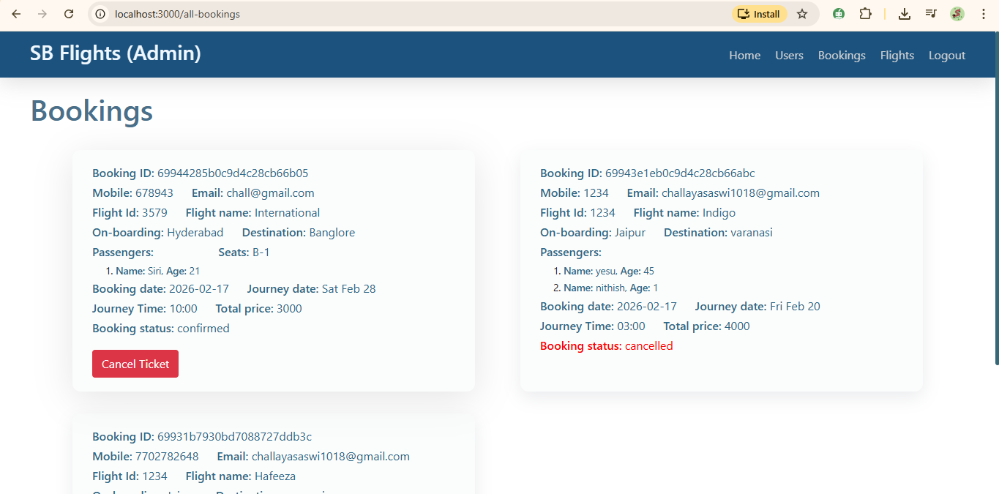 localhost:3000/all-bookings
Install
SB Flights (Admin)
Home Users Bookings Flights Logout
Bookings
Booking ID: 69944285b0c9d4c28cb66b05
Mobile: 678943 Email: chall@gmail.com
Flight Id: 3579 Flight name: International
On-boarding: Hyderabad Destination: Banglore
Passengers: Seats: B-1
1. Name: Siri, Age: 21
Booking date: 2026-02-17 Journey date: Sat Feb 28
Journey Time: 10:00 Total price: 3000
Booking status: confirmed
Cancel Ticket
Booking ID: 69943e1eb0c9d4c28cb66abc
Mobile: 1234 Email: challayasaswi1018@gmail.com
Flight Id: 1234 Flight name: Indigo
On-boarding: Jaipur Destination: varanasi
Passengers:
1. Name: yesu, Age: 45
2. Name: nithish, Age: 1
Booking date: 2026-02-17 Journey date: Fri Feb 20
Journey Time: 03:00 Total price: 4000
Booking status: cancelled
Booking ID: 69931b7930bd7088727ddb3c
Mobile: 7702782648 Email: challayasaswi1018@gmail.com
Flight Id: 1234 Flight name: Hafeeza